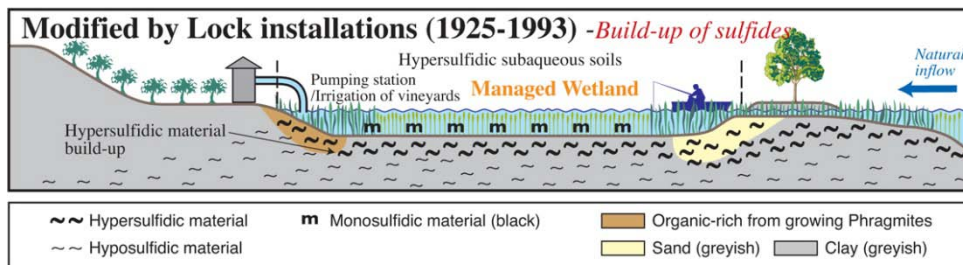 Modified by Lock installations (1925-1993) -Build-up of sulfides
Hypersulfidic subaqueous soils
Natural
inflow
Pumping station
/Irrigation of vineyards
Managed Wetland
Hypersulfidic material
build-up
m m m m m m m
Hypersulfidic material
m Monosulfidic material (black)
Organic-rich from growing Phragmites
Hyposulfidic material
Sand (greyish)
Clay (greyish)